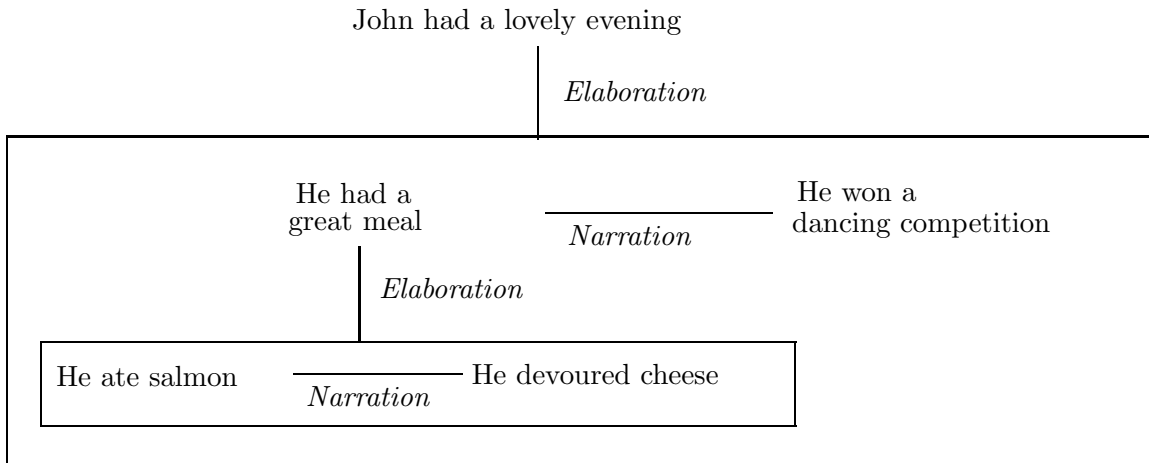 John had a lovely evening
Elaboration
He had a
great meal
Narration
He won a
dancing competition
Elaboration
He ate salmon
Narration
He devoured cheese